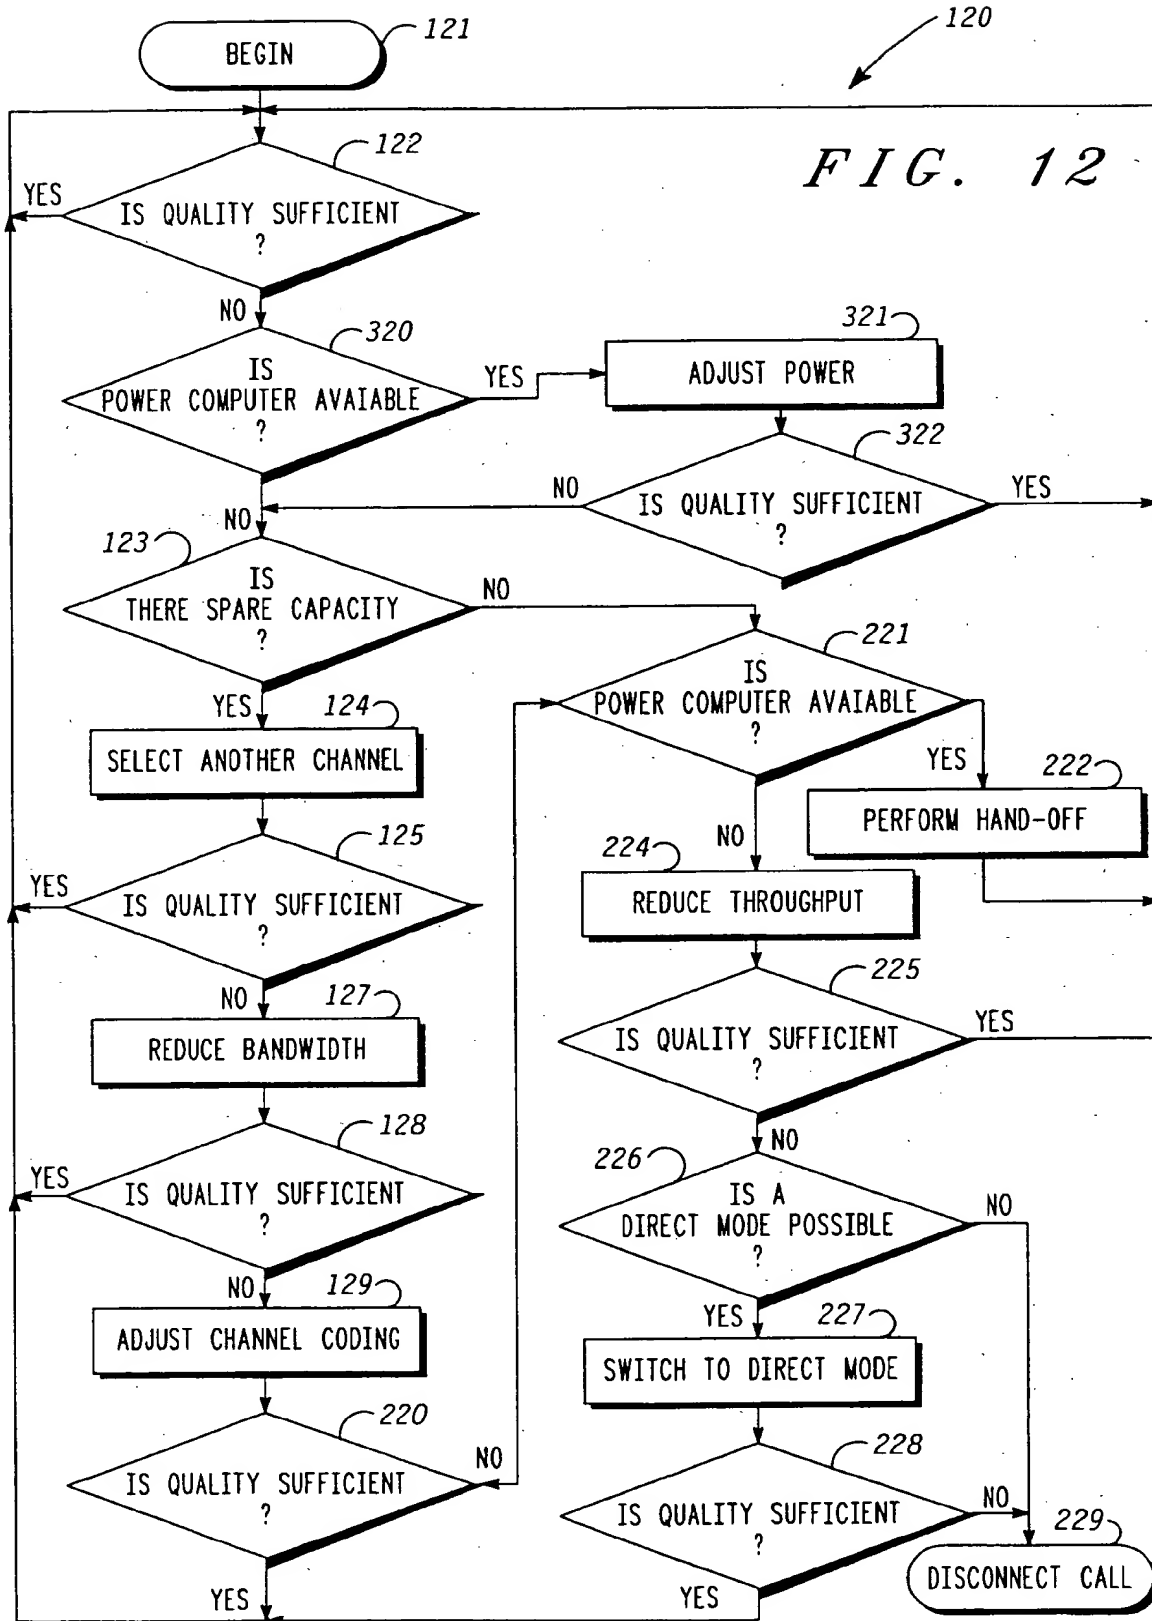 120
BEGIN
121
FIG. 12
122
YES
IS QUALITY SUFFICIENT
?
NO
320
IS
POWER COMPUTER AVAIABLE
?
YES
321
ADJUST POWER
322
NO
IS QUALITY SUFFICIENT
?
YES
NO
123
IS
THERE SPARE CAPACITY
?
NO
YES
124
SELECT ANOTHER CHANNEL
125
YES
IS QUALITY SUFFICIENT
?
NO
127
REDUCE BANDWIDTH
128
YES
IS QUALITY SUFFICIENT
?
NO
129
ADJUST CHANNEL CODING
220
IS QUALITY SUFFICIENT
?
NO
YES
221
IS
POWER COMPUTER AVAIABLE
?
YES
222
PERFORM HAND-OFF
NO
224
REDUCE THROUGHPUT
225
IS QUALITY SUFFICIENT
?
YES
NO
226
IS A
DIRECT MODE POSSIBLE
?
NO
YES
227
SWITCH TO DIRECT MODE
228
IS QUALITY SUFFICIENT
?
NO
YES
229
DISCONNECT CALL